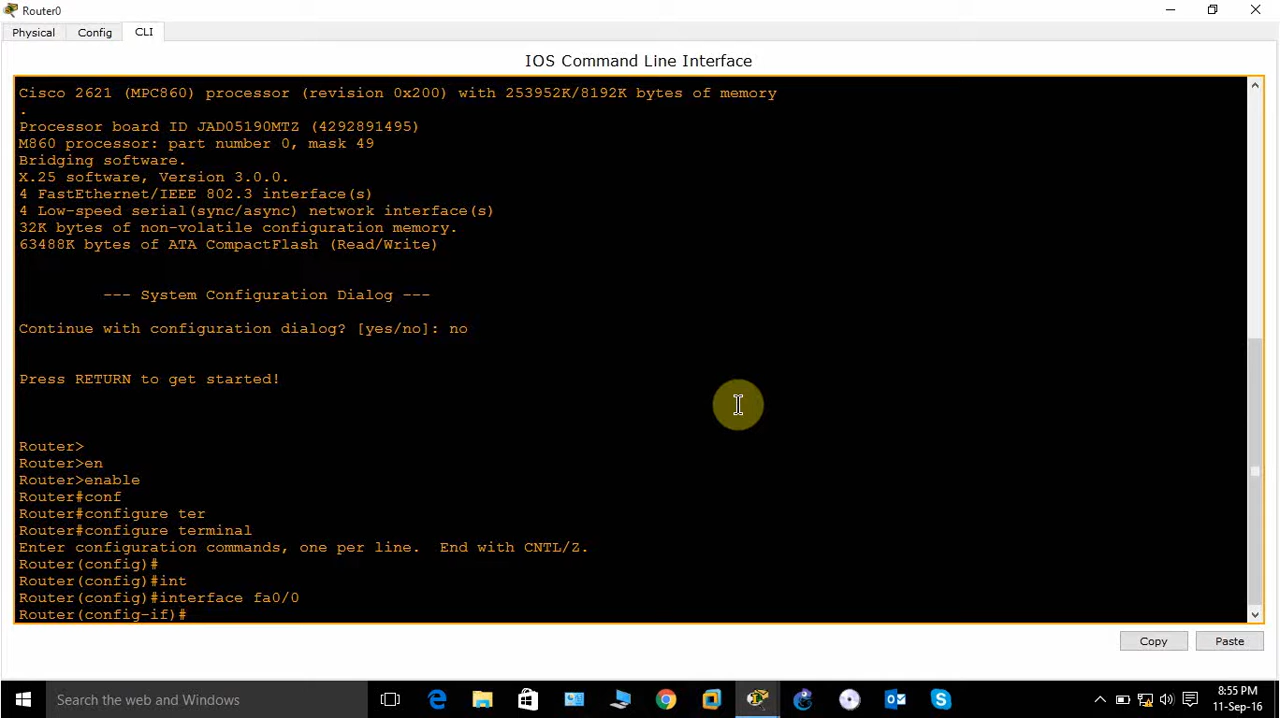 Router0
Physical Config CLI
IOS Command Line Interface
Cisco 2621 (MPC860) processor (revision 0x200) with 253952K/8192K bytes of memory
.
Processor board ID JAD05190MTZ (4292891495)
M860 processor: part number 0, mask 49
Bridging software.
X.25 software, Version 3.0.0.
4 FastEthernet/IEEE 802.3 interface(s)
4 Low-speed serial(sync/async) network interface(s)
32K bytes of non-volatile configuration memory.
63488K bytes of ATA CompactFlash (Read/Write)
--- System Configuration Dialog ---
Continue with configuration dialog? [yes/no]: no
Press RETURN to get started!
Router>
Router>en
Router>enable
Router#conf
Router#configure ter
Router#configure terminal
Enter configuration commands, one per line.  End with CNTL/Z.
Router(config)#
Router(config)#int
Router(config)#interface fa0/0
Router(config-if)#
Copy Paste
Search the web and Windows
8:55 PM
11-Sep-16